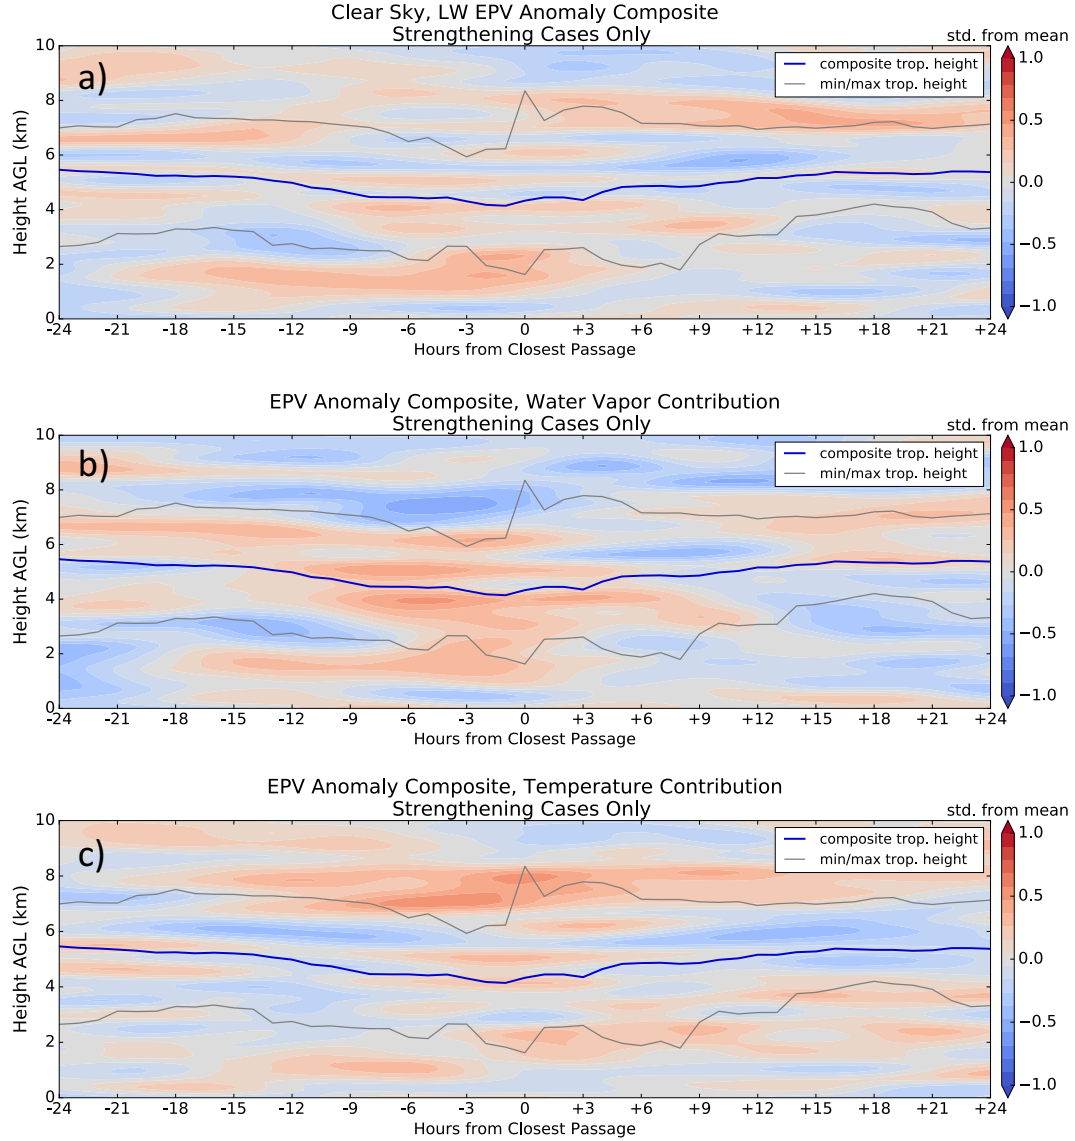 Clear Sky, LW EPV Anomaly Composite
Strengthening Cases Only
std. from mean
a)
composite trop. height
min/max trop. height
Height AGL (km)
10
8
6
4
2
0
-24 -21 -18 -15 -12 -9 -6 -3 0 +3 +6 +9 +12 +15 +18 +21 +24
Hours from Closest Passage
1.0
0.5
0.0
−0.5
−1.0
EPV Anomaly Composite, Water Vapor Contribution
Strengthening Cases Only
std. from mean
b)
composite trop. height
min/max trop. height
Height AGL (km)
10
8
6
4
2
0
-24 -21 -18 -15 -12 -9 -6 -3 0 +3 +6 +9 +12 +15 +18 +21 +24
Hours from Closest Passage
1.0
0.5
0.0
−0.5
−1.0
EPV Anomaly Composite, Temperature Contribution
Strengthening Cases Only
std. from mean
c)
composite trop. height
min/max trop. height
Height AGL (km)
10
8
6
4
2
0
-24 -21 -18 -15 -12 -9 -6 -3 0 +3 +6 +9 +12 +15 +18 +21 +24
Hours from Closest Passage
1.0
0.5
0.0
−0.5
−1.0